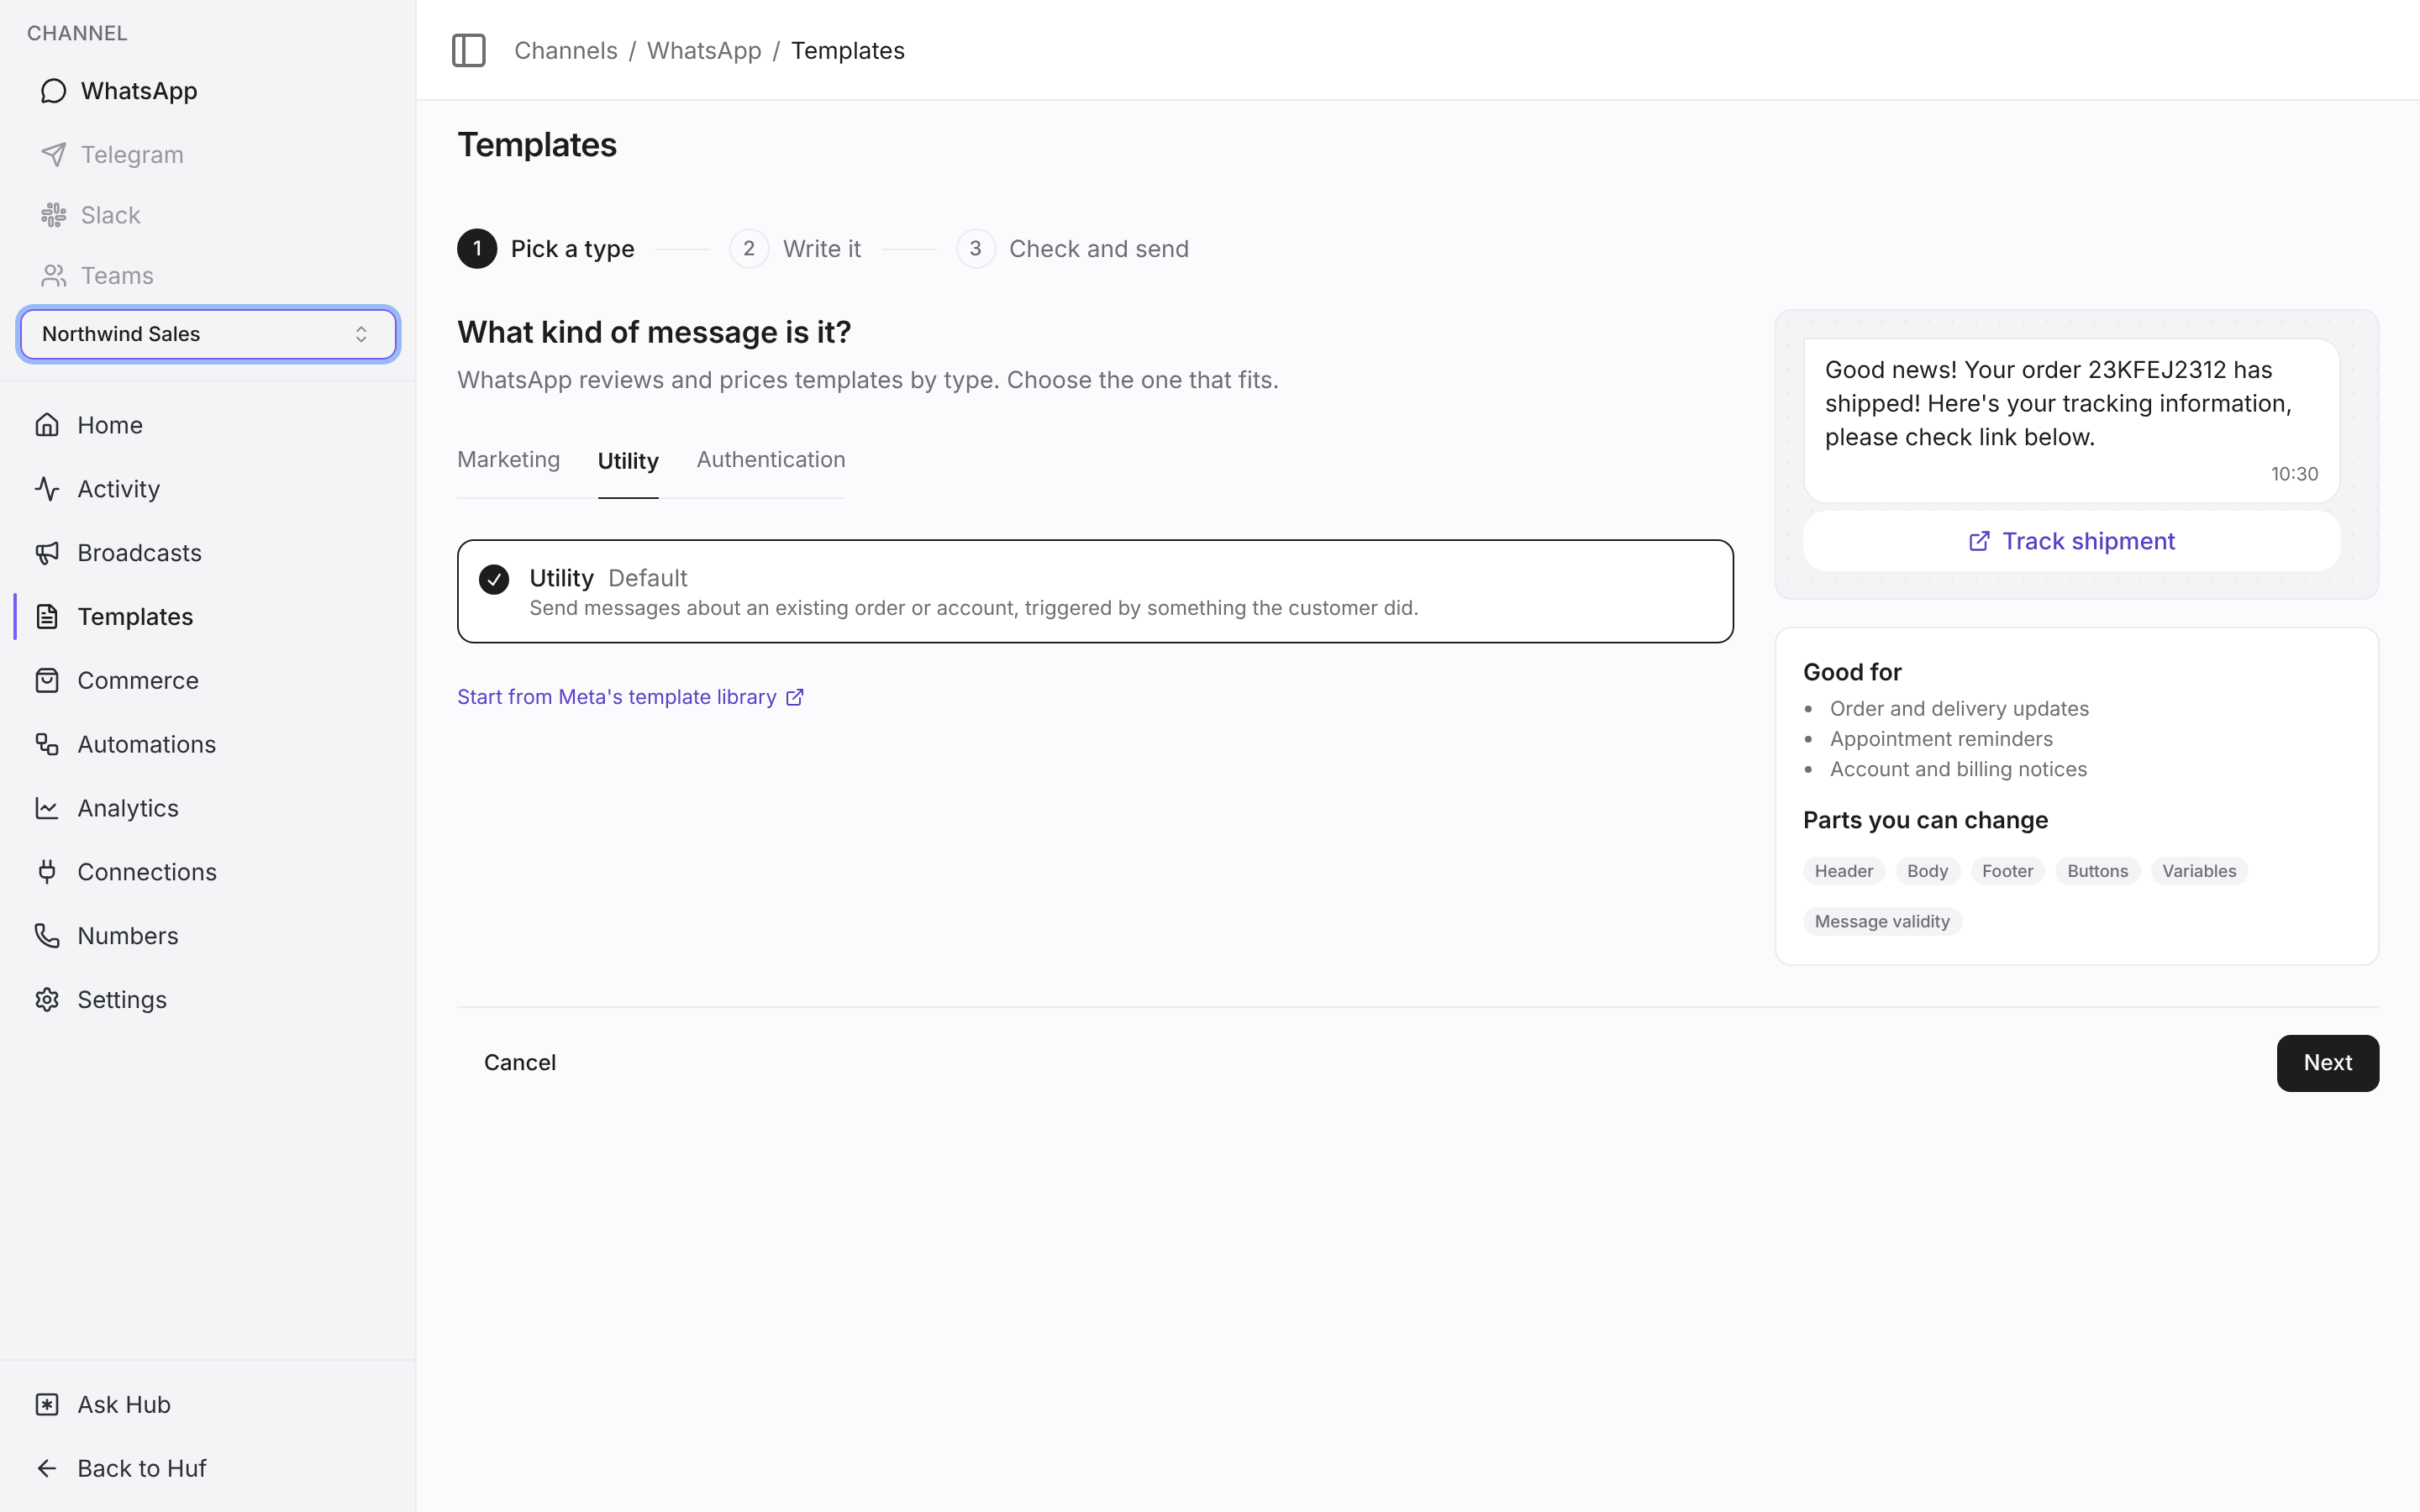 CHANNEL
WhatsApp
Telegram
Slack
Teams
Northwind Sales
Home
Activity
Broadcasts
Templates
Commerce
Automations
Analytics
Connections
Numbers
Settings
Ask Hub
Back to Huf
Channels / WhatsApp / Templates
Templates
1 Pick a type 2 Write it 3 Check and send
What kind of message is it?
WhatsApp reviews and prices templates by type. Choose the one that fits.
Marketing Utility Authentication
Utility Default
Send messages about an existing order or account, triggered by something the customer did.
Start from Meta's template library
Good news! Your order 23KFEJ2312 has
shipped! Here's your tracking information,
please check link below.
10:30
Track shipment
Good for
• Order and delivery updates
• Appointment reminders
• Account and billing notices
Parts you can change
Header Body Footer Buttons Variables
Message validity
Cancel Next